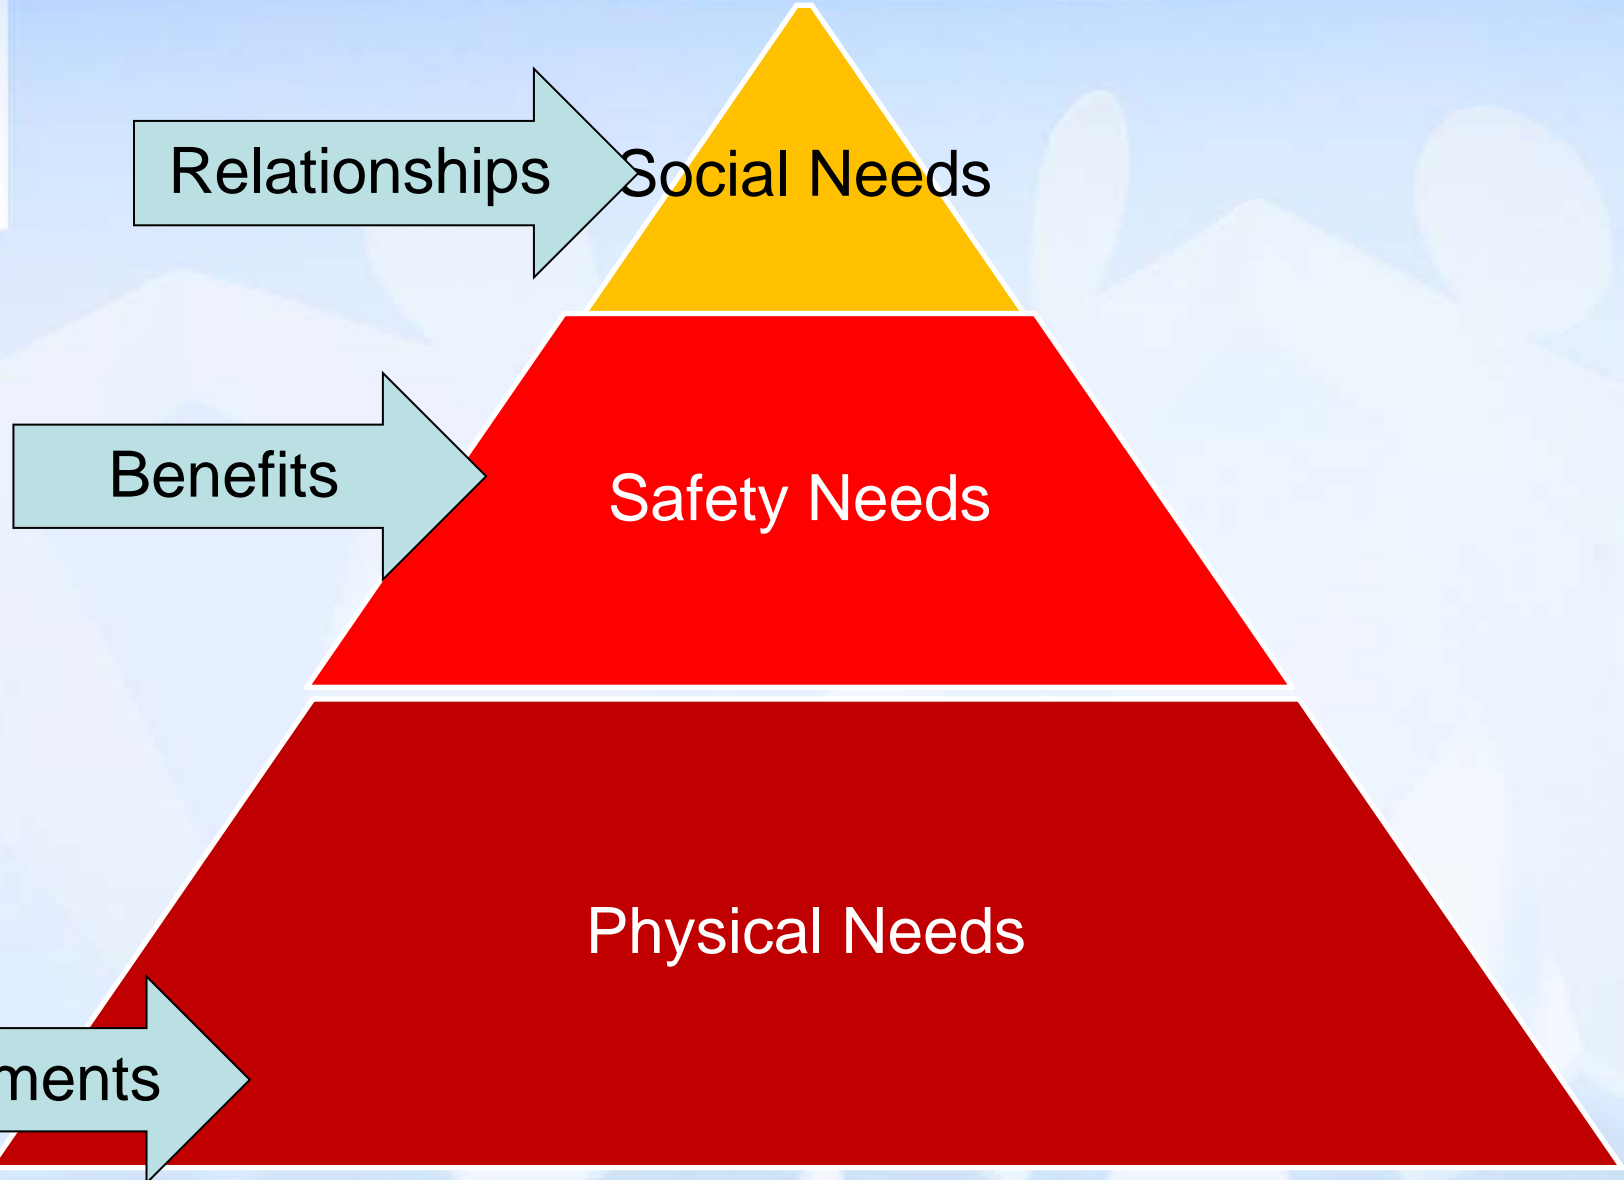 Relationships
Social Needs
Benefits
Safety Needs
Physical Needs
ments